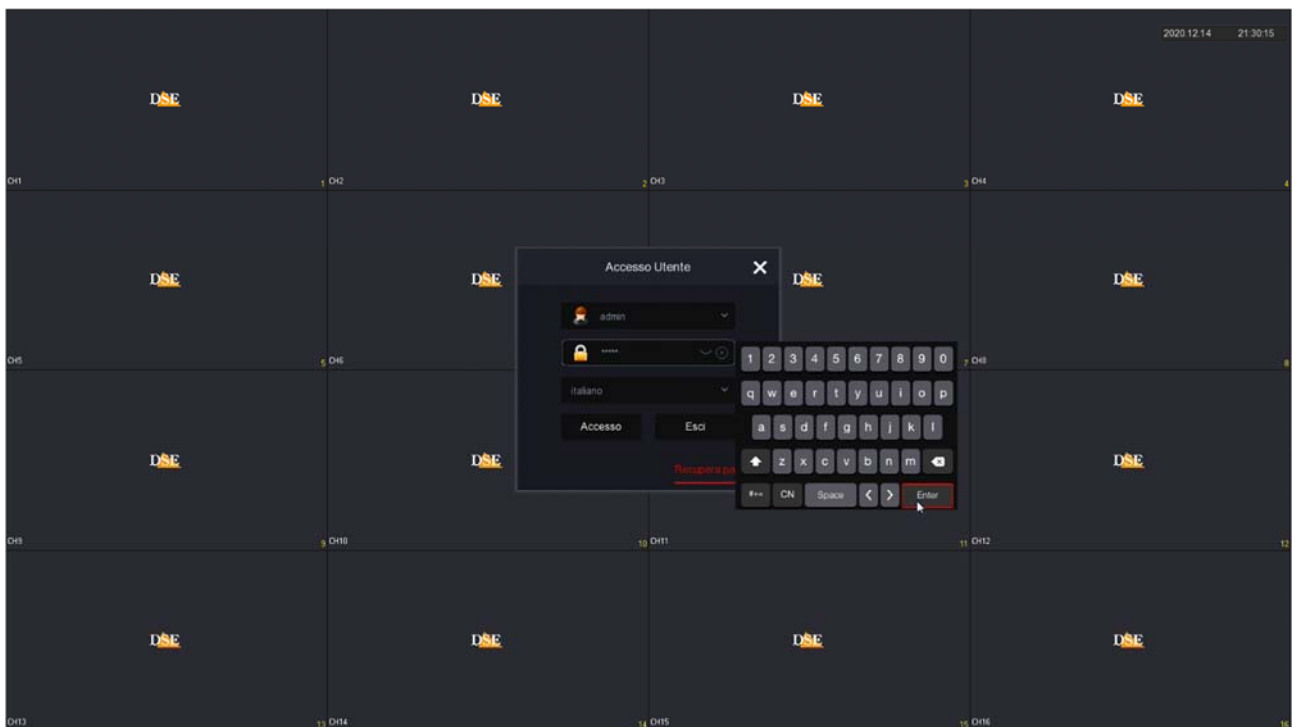 2020.12.14 21:30:15
DSE DSE DSE DSE
CH1 1 CH2 2 CH3 3 CH4 4
DSE DSE DSE DSE
Accesso Utente
admin
*****
italiano
Accesso Esci
Recupera pa
1 2 3 4 5 6 7 8 9 0
q w e r t y u i o p
a s d f g h j k l
z x c v b n m
CN Space < > Enter
CH5 5 CH6 7 CH8 8
DSE DSE DSE
CH9 9 CH10 10 CH11 11 CH12 12
DSE DSE DSE DSE
CH13 13 CH14 14 CH15 15 CH16 16